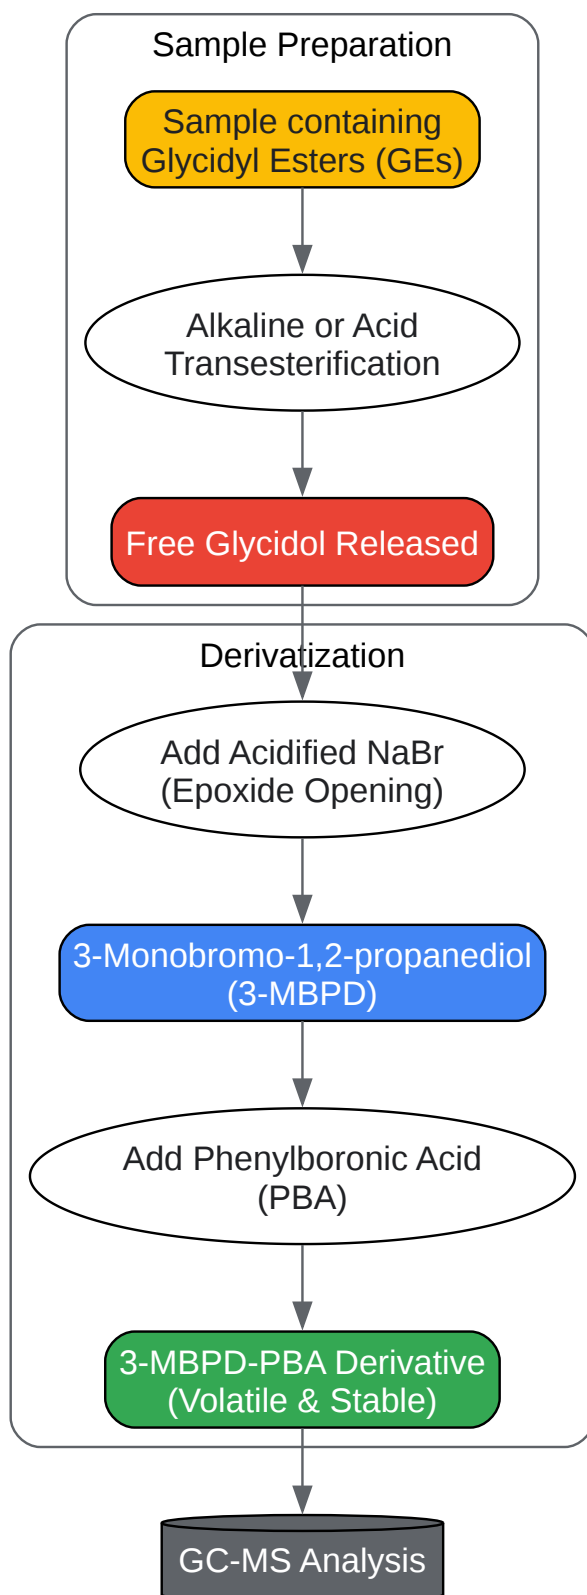 Sample Preparation
Sample containing
Glycidyl Esters (GEs)
Alkaline or Acid
Transesterification
Free Glycidol Released
Derivatization
Add Acidified NaBr
(Epoxide Opening)
3-Monobromo-1,2-propanediol
(3-MBPD)
Add Phenylboronic Acid
(PBA)
3-MBPD-PBA Derivative
(Volatile & Stable)
GC-MS Analysis